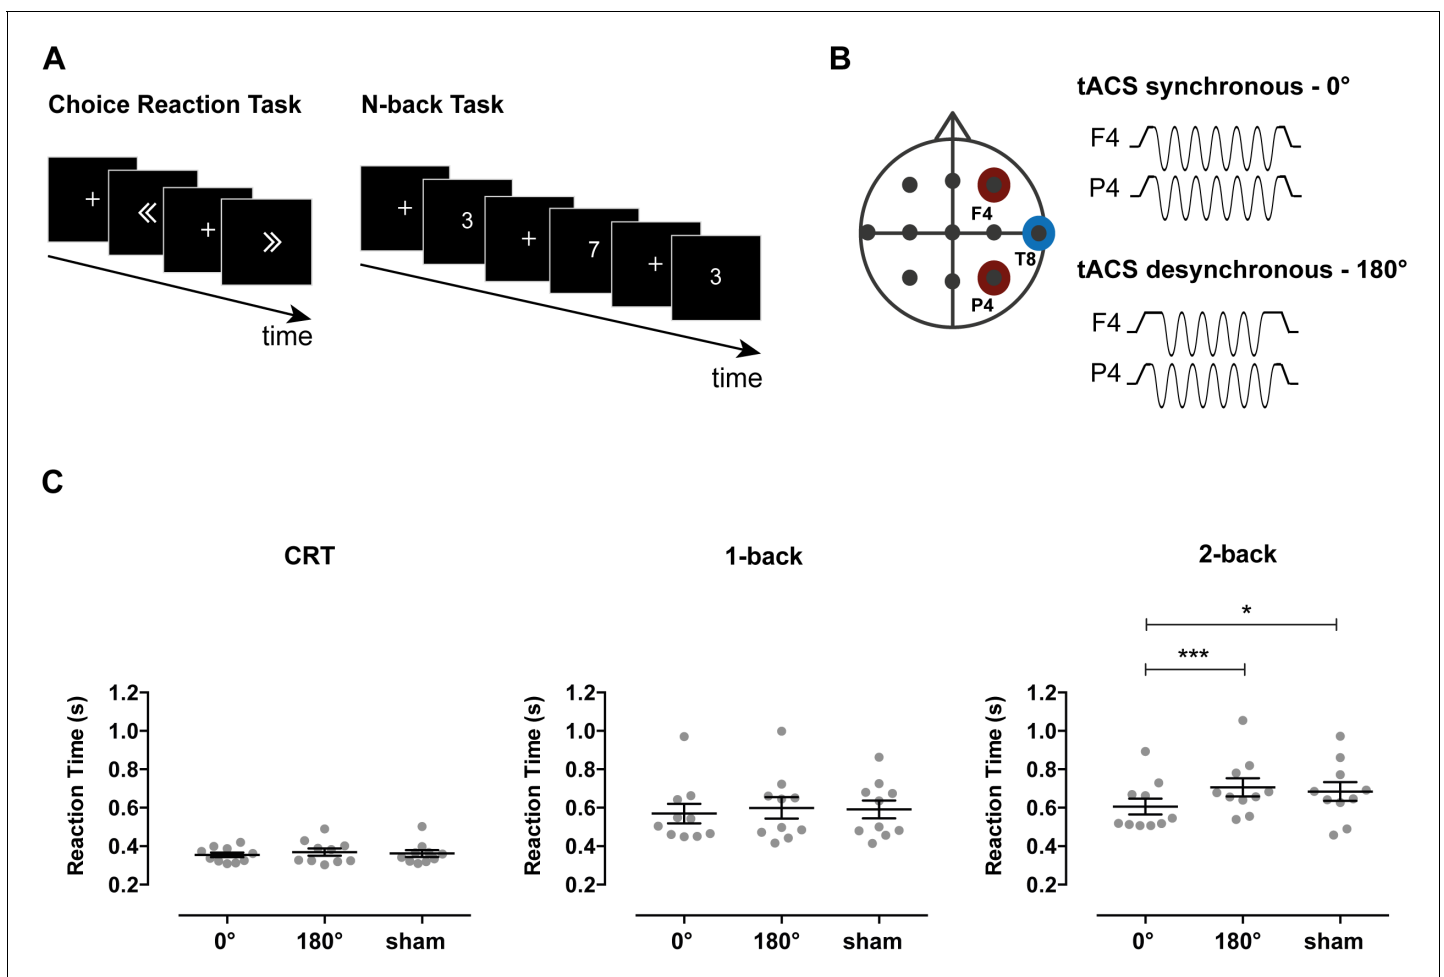 A
Choice Reaction Task
N-back Task
+
«
+
»
time
+
3
+
7
+
3
time
B
F4
T8
P4
tACS synchronous - 0°
F4
P4
tACS desynchronous - 180°
F4
P4
C
CRT
Reaction Time (s)
1.2
1.0
0.8
0.6
0.4
0.2
0° 180° sham
1-back
Reaction Time (s)
1.2
1.0
0.8
0.6
0.4
0.2
0° 180° sham
2-back
*
***
Reaction Time (s)
1.2
1.0
0.8
0.6
0.4
0.2
0° 180° sham